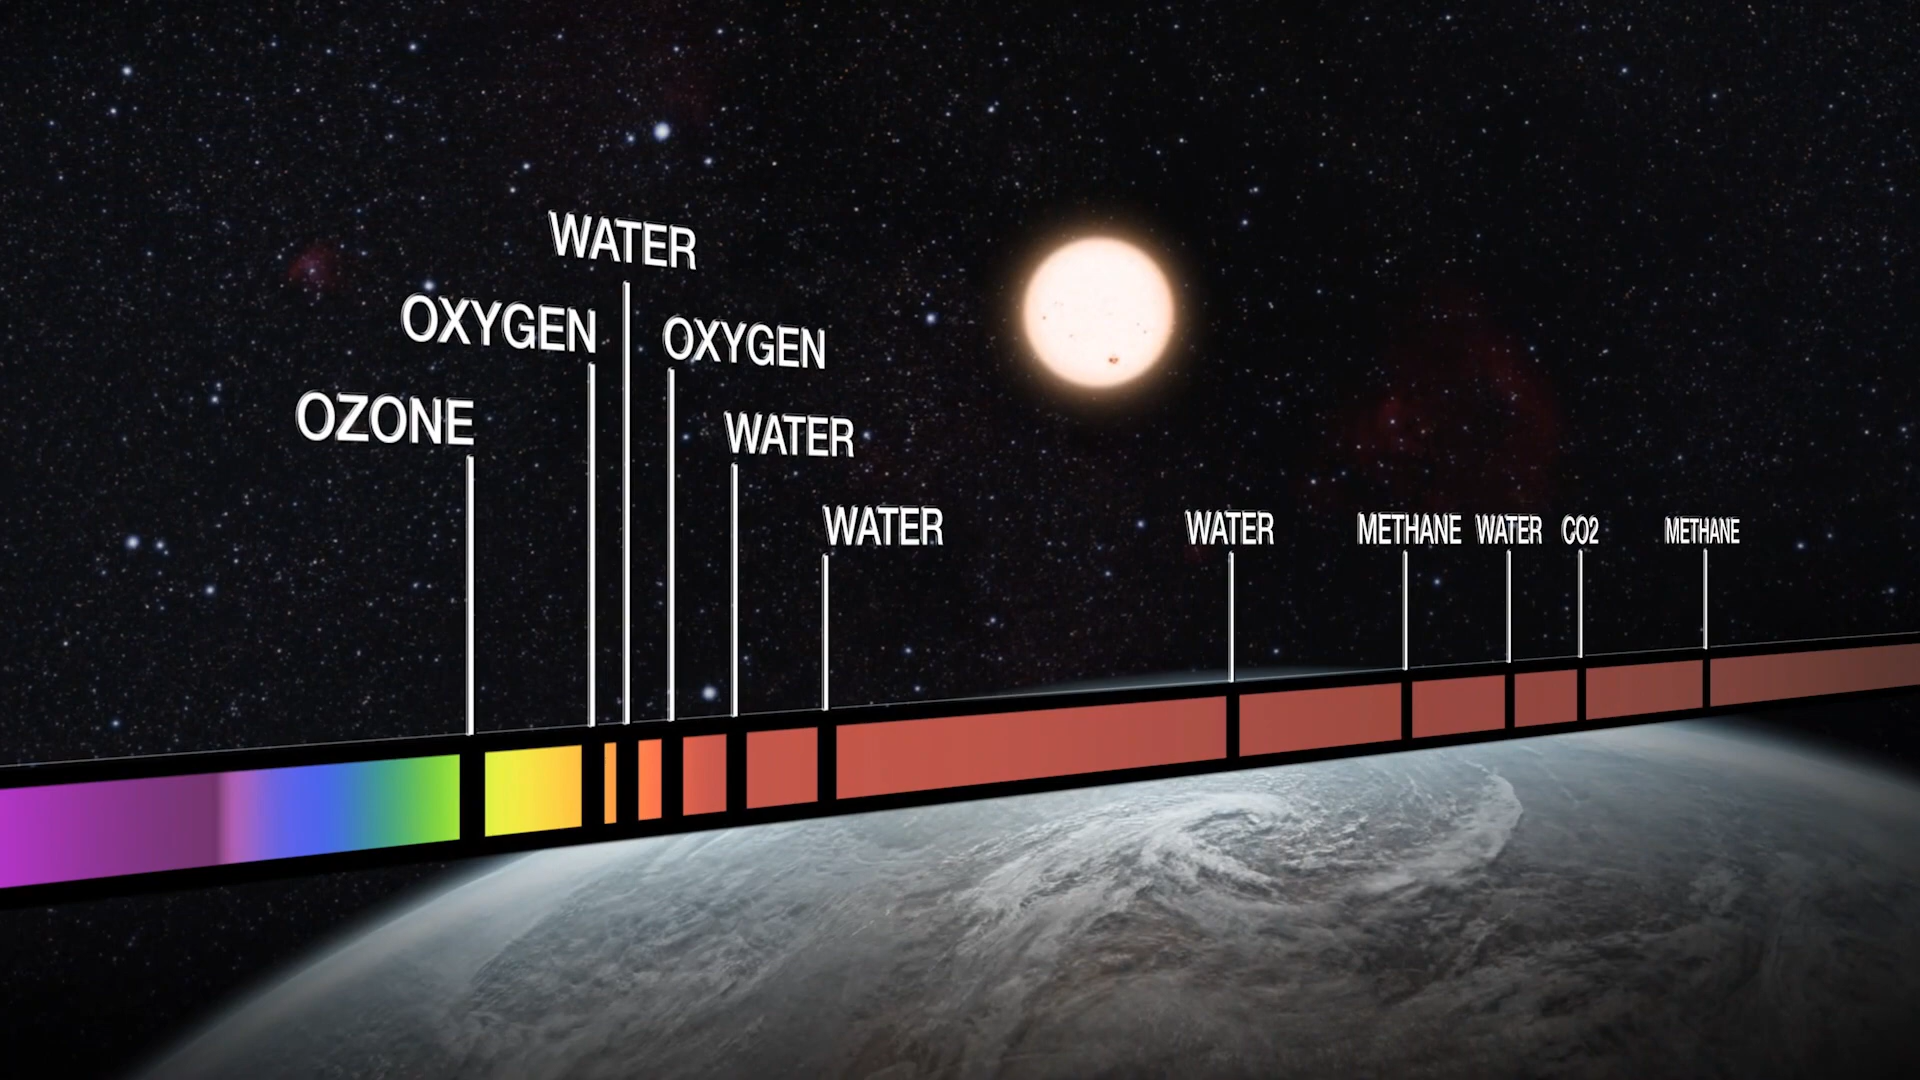 WATER
OXYGEN
OXYGEN
OZONE
WATER
WATER
WATER
METHANE
WATER
CO2
METHANE